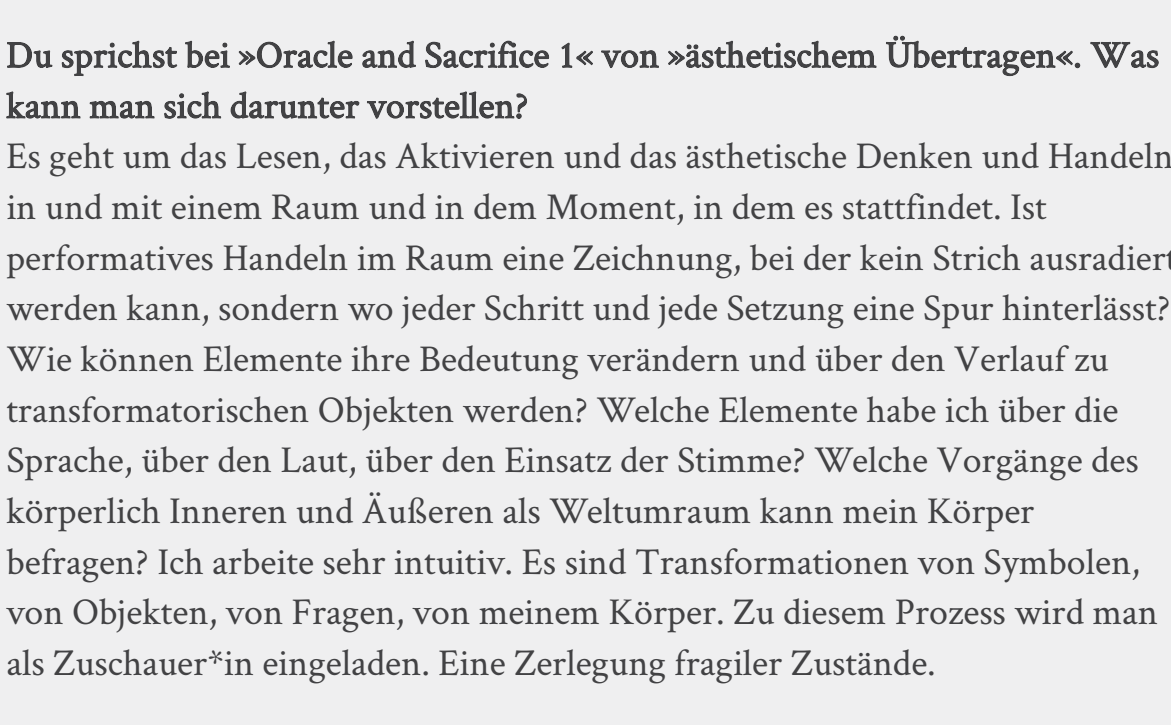 Du sprichst bei »Oracle and Sacrifice 1« von »ästhetischem Übertragen«. Was
kann man sich darunter vorstellen?
Es geht um das Lesen, das Aktivieren und das ästhetische Denken und Handeln
in und mit einem Raum und in dem Moment, in dem es stattfindet. Ist
performatives Handeln im Raum eine Zeichnung, bei der kein Strich ausradiert
werden kann, sondern wo jeder Schritt und jede Setzung eine Spur hinterlässt?
Wie können Elemente ihre Bedeutung verändern und über den Verlauf zu
transformatorischen Objekten werden? Welche Elemente habe ich über die
Sprache, über den Laut, über den Einsatz der Stimme? Welche Vorgänge des
körperlich Inneren und Äußeren als Weltumraum kann mein Körper
befragen? Ich arbeite sehr intuitiv. Es sind Transformationen von Symbolen,
von Objekten, von Fragen, von meinem Körper. Zu diesem Prozess wird man
als Zuschauer*in eingeladen. Eine Zerlegung fragiler Zustände.